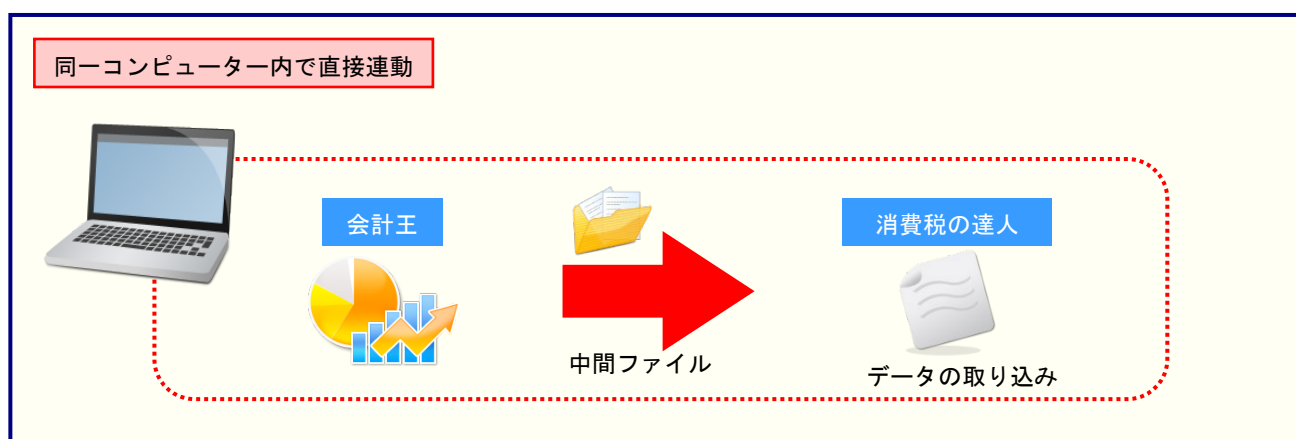 同一コンピューター内で直接連動
会計王
消費税の達人
中間ファイル
データの取り込み